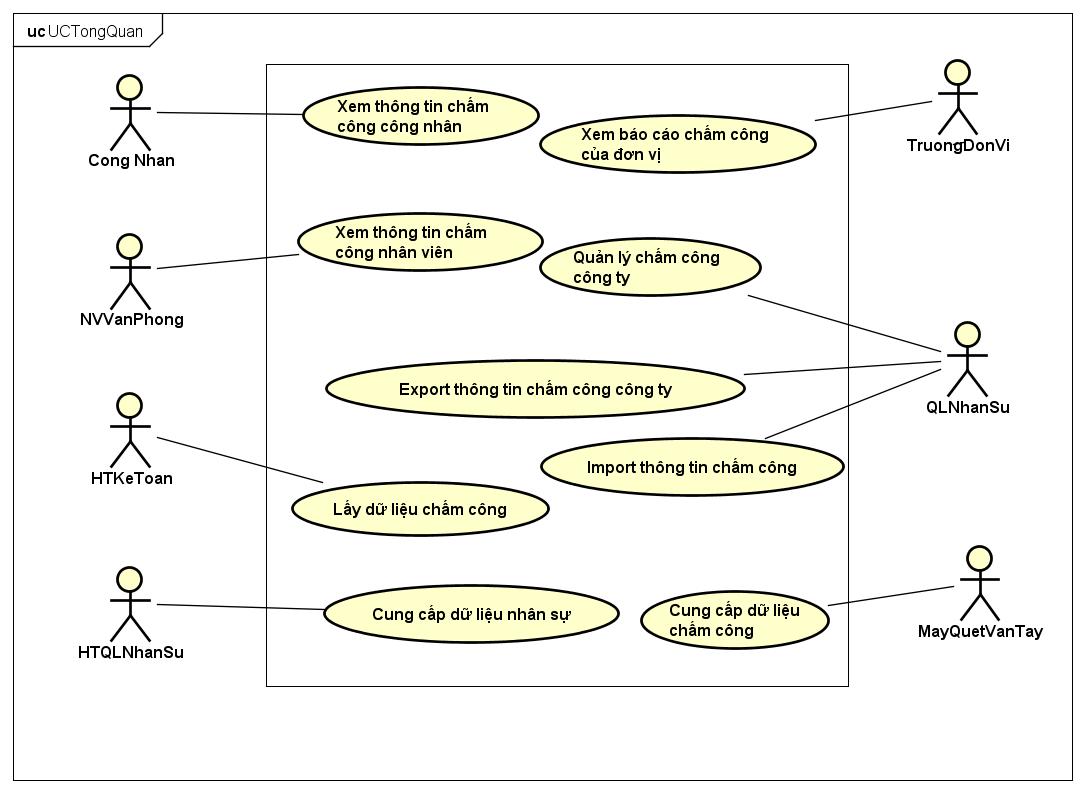 uc UCTongQuan
Cong Nhan
Xem thông tin chấm
công công nhân
Xem báo cáo chấm công
của đơn vị
TruongDonVi
NVVanPhong
Xem thông tin chấm
công nhân viên
Quản lý chấm công
công ty
Export thông tin chấm công công ty
QLNhanSu
HTKeToan
Import thông tin chấm công
Lấy dữ liệu chấm công
HTQLNhanSu
Cung cấp dữ liệu nhân sự
Cung cấp dữ liệu
chấm công
MayQuetVanTay